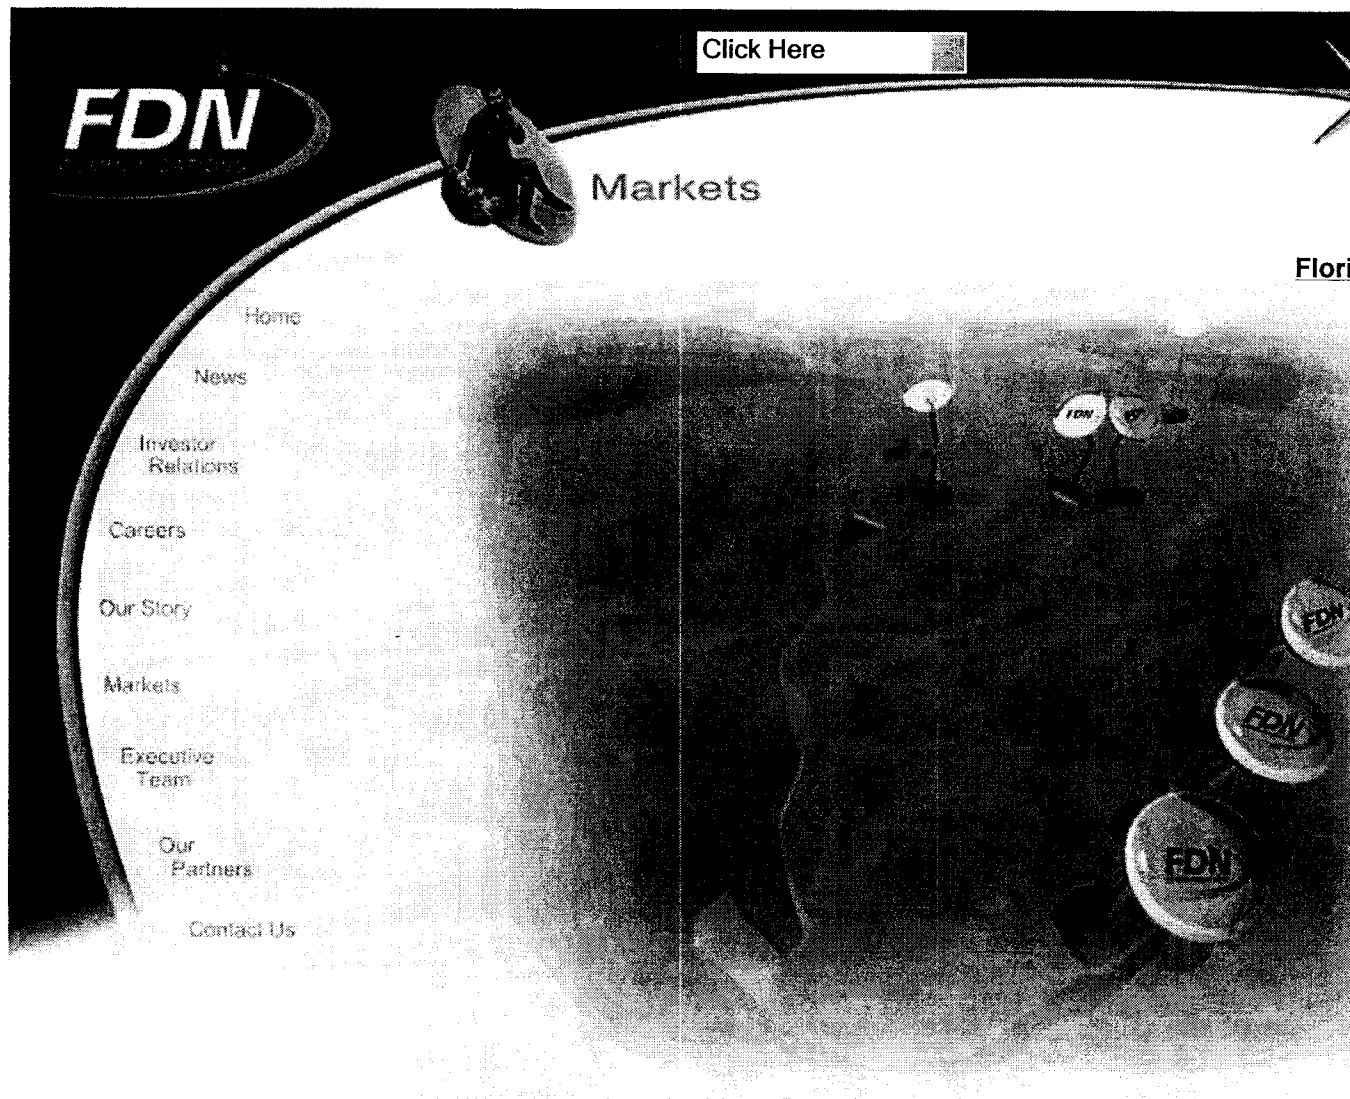 Click Here
FDN
COMMUNICATIONS
Markets
Flori
Home
News
Investor
Relations
Careers
Our Story
Markets
Executive
Team
Our
Partners
Contact Us
FDN
FDN
FDN
FDN